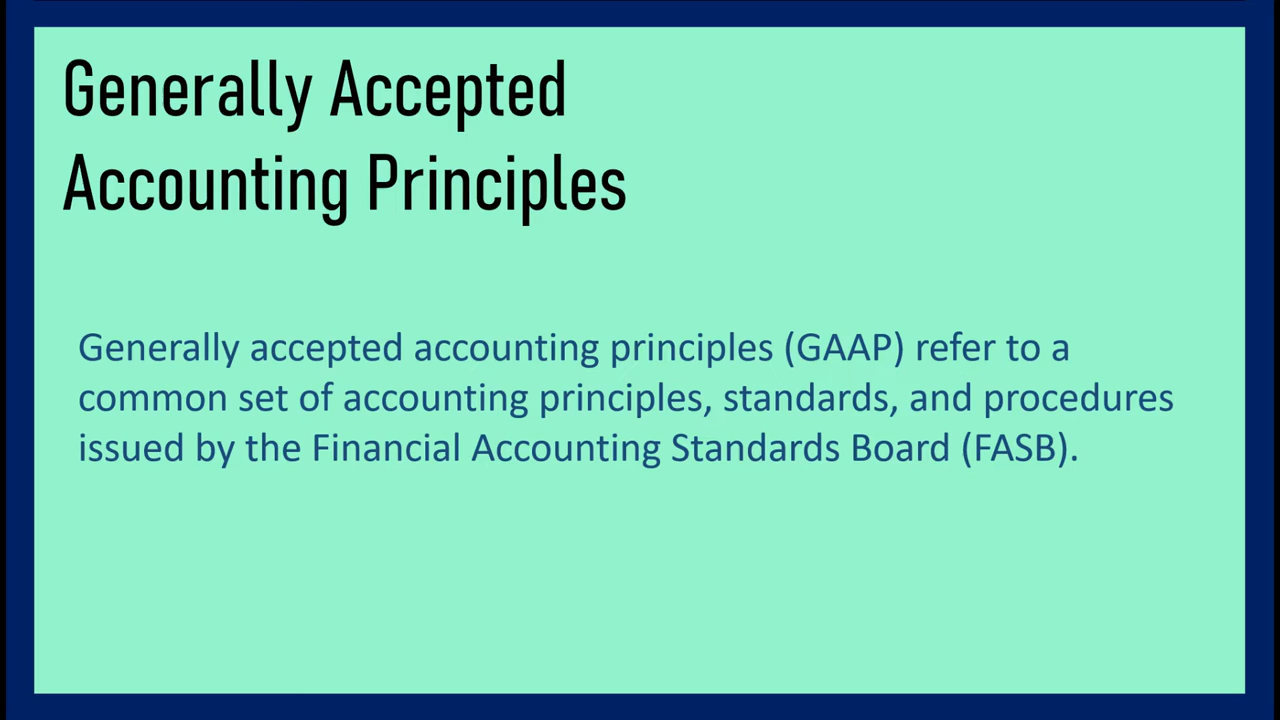 Generally Accepted
Accounting Principles
Generally accepted accounting principles (GAAP) refer to a
common set of accounting principles, standards, and procedures
issued by the Financial Accounting Standards Board (FASB).